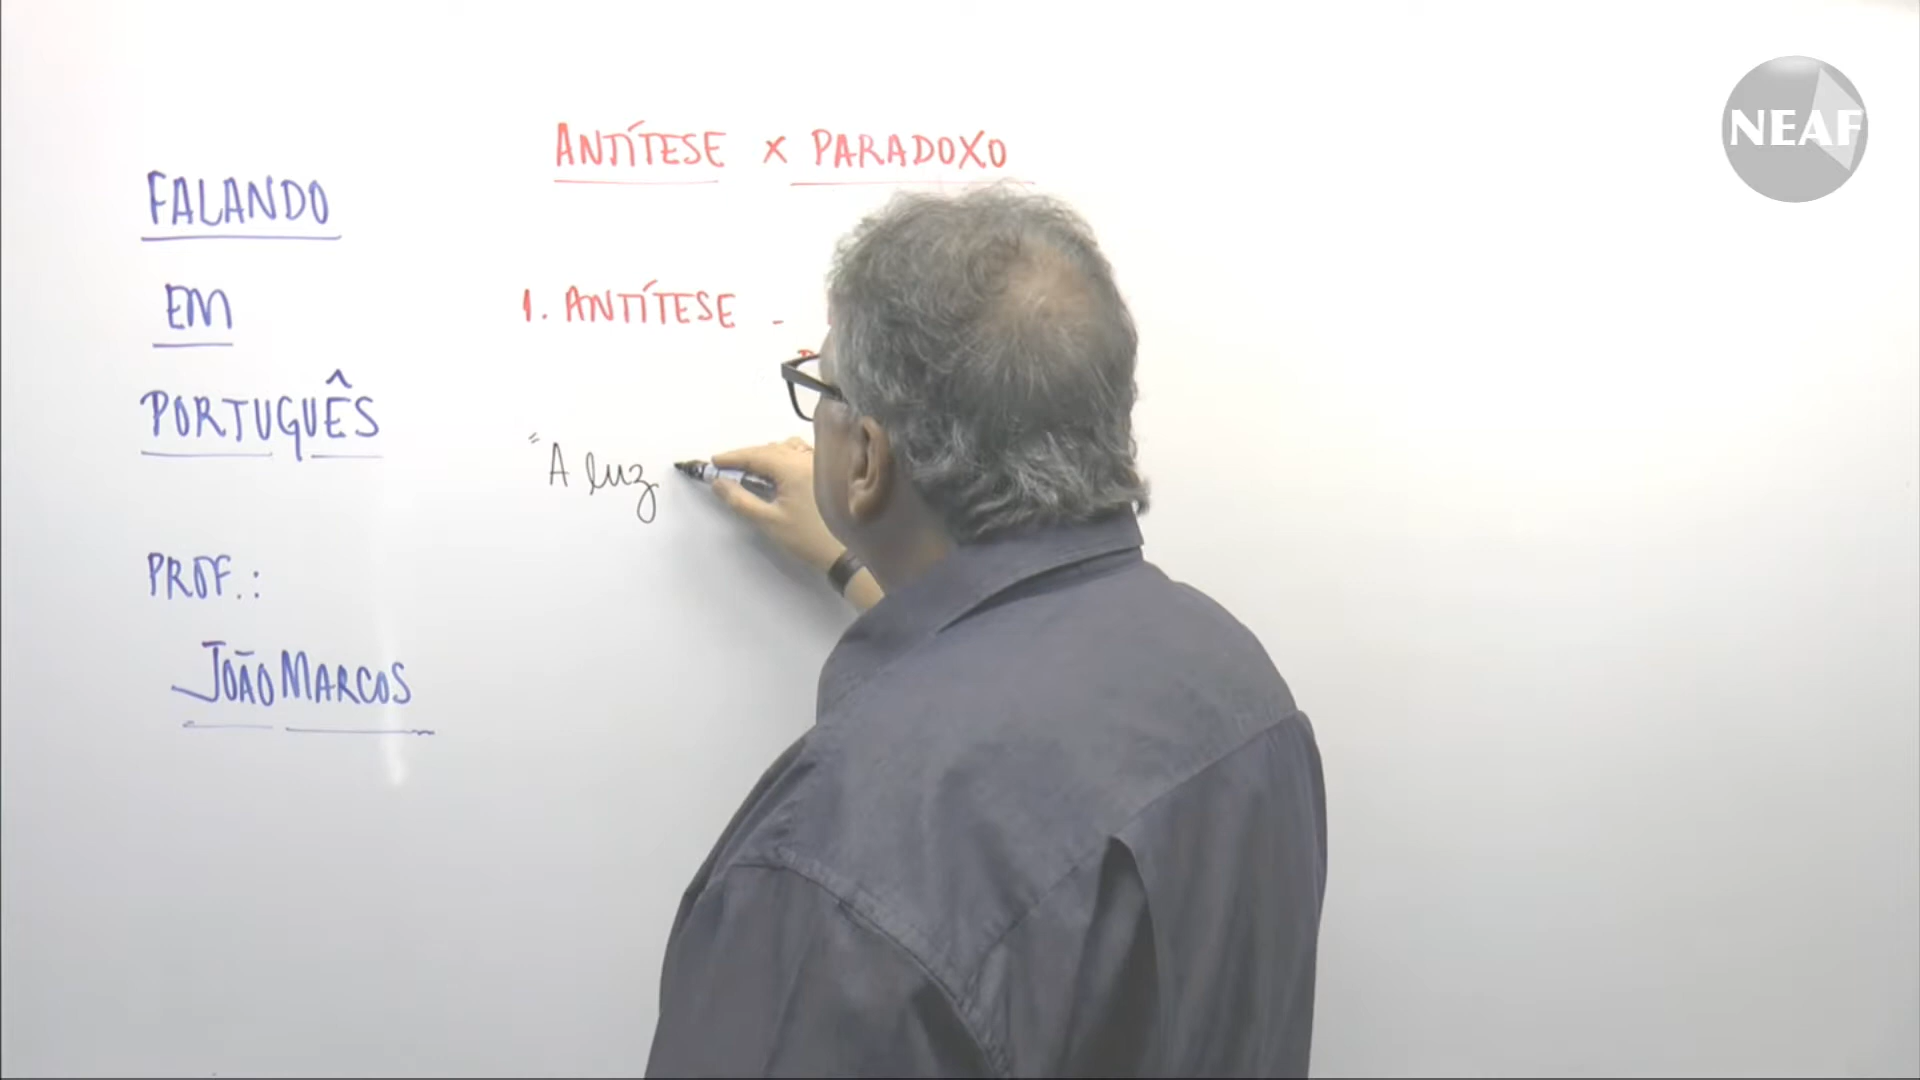 FALANDO
EM
PORTUGUÊS
PROF.:
JOÃO MARCOS
ANTÍTESE x PARADOXO
1. ANTÍTESE -
"A luz
NEAF